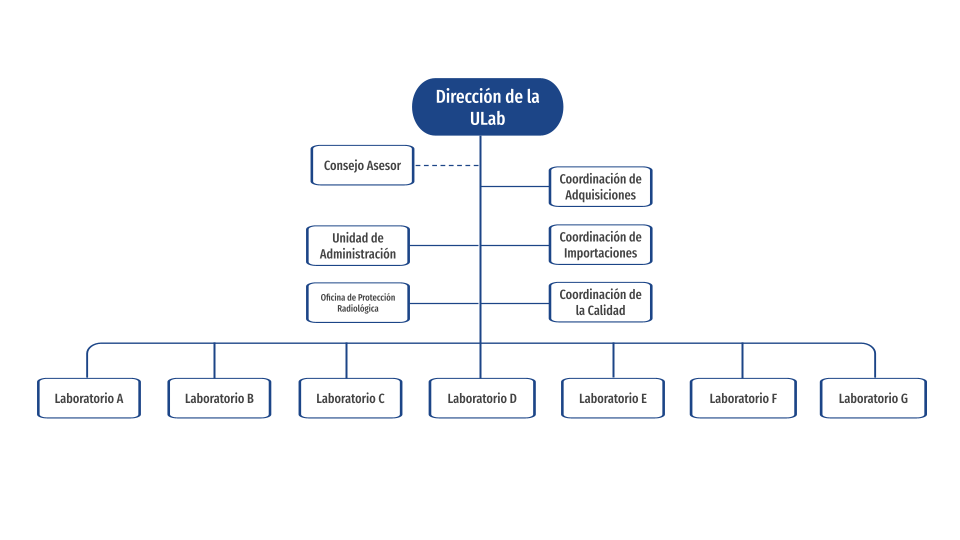 Dirección de la
ULab
Consejo Asesor
Coordinación de
Adquisiciones
Unidad de
Administración
Coordinación de
Importaciones
Oficina de Protección
Radiológica
Coordinación de
la Calidad
Laboratorio A
Laboratorio B
Laboratorio C
Laboratorio D
Laboratorio E
Laboratorio F
Laboratorio G